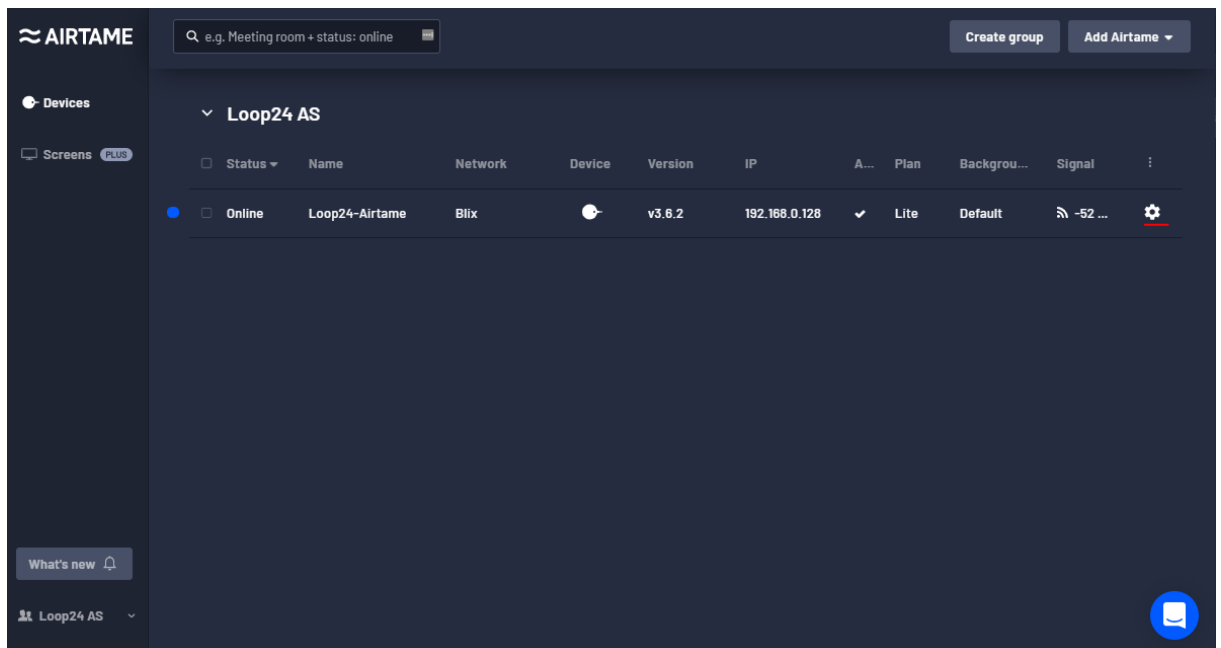 AIRTAME
e.g. Meeting room + status: online
Create group
Add Airtame
Devices
Screens PLUS
Loop24 AS
Status Name Network Device Version IP A... Plan Backgrou... Signal
Online Loop24-Airtame Blix v3.6.2 192.168.0.128 Lite Default -52 ...
What's new
Loop24 AS